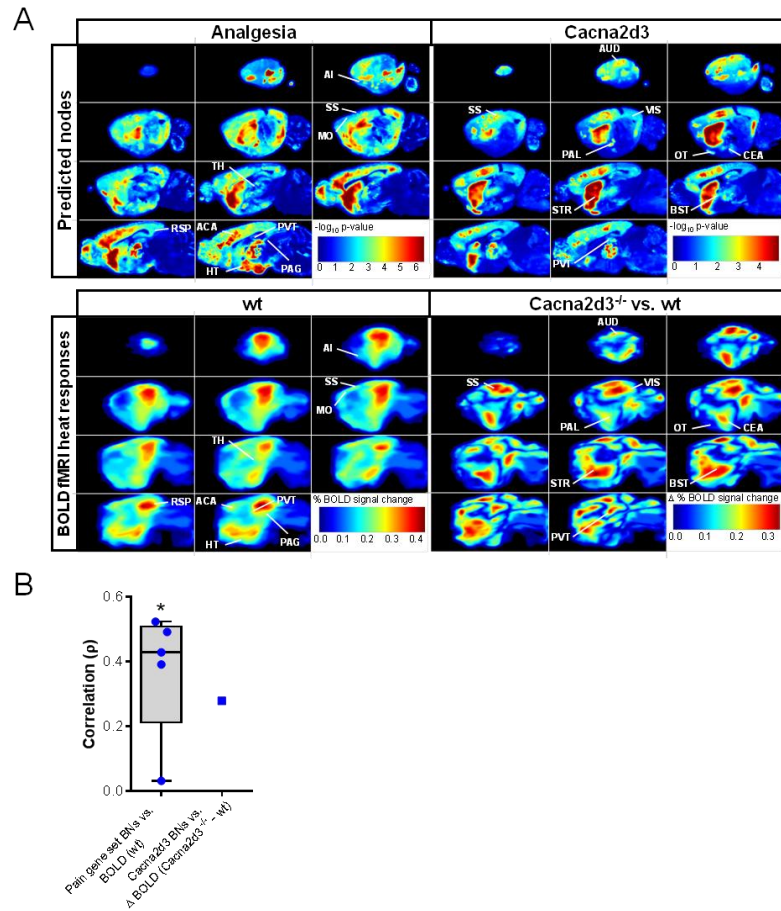 A
Analgesia
Cacna2d3
Predicted nodes
AI
SS
MO
TH
RSP
ACA
PVT
HT
PAG
-log10 p-value
0 1 2 3 4 5 6
AUD
SS
VIS
PAL
OT
CEA
STR
BST
PVT
-log10 p-value
0 1 2 3 4
wt
Cacna2d3-/- vs. wt
BOLD fMRI heat responses
AI
SS
MO
TH
RSP
ACA
PVT
HT
PAG
% BOLD signal change
0.0 0.1 0.2 0.3 0.4
AUD
SS
VIS
PAL
OT
CEA
STR
BST
PVT
Δ % BOLD signal change
0.0 0.1 0.2 0.3
B
Correlation (ρ)
0.6
0.4
0.2
0.0
*
Pain gene set BNs vs.
BOLD (wt)
Cacna2d3 BNs vs.
Δ BOLD (Cacna2d3-/- - wt)